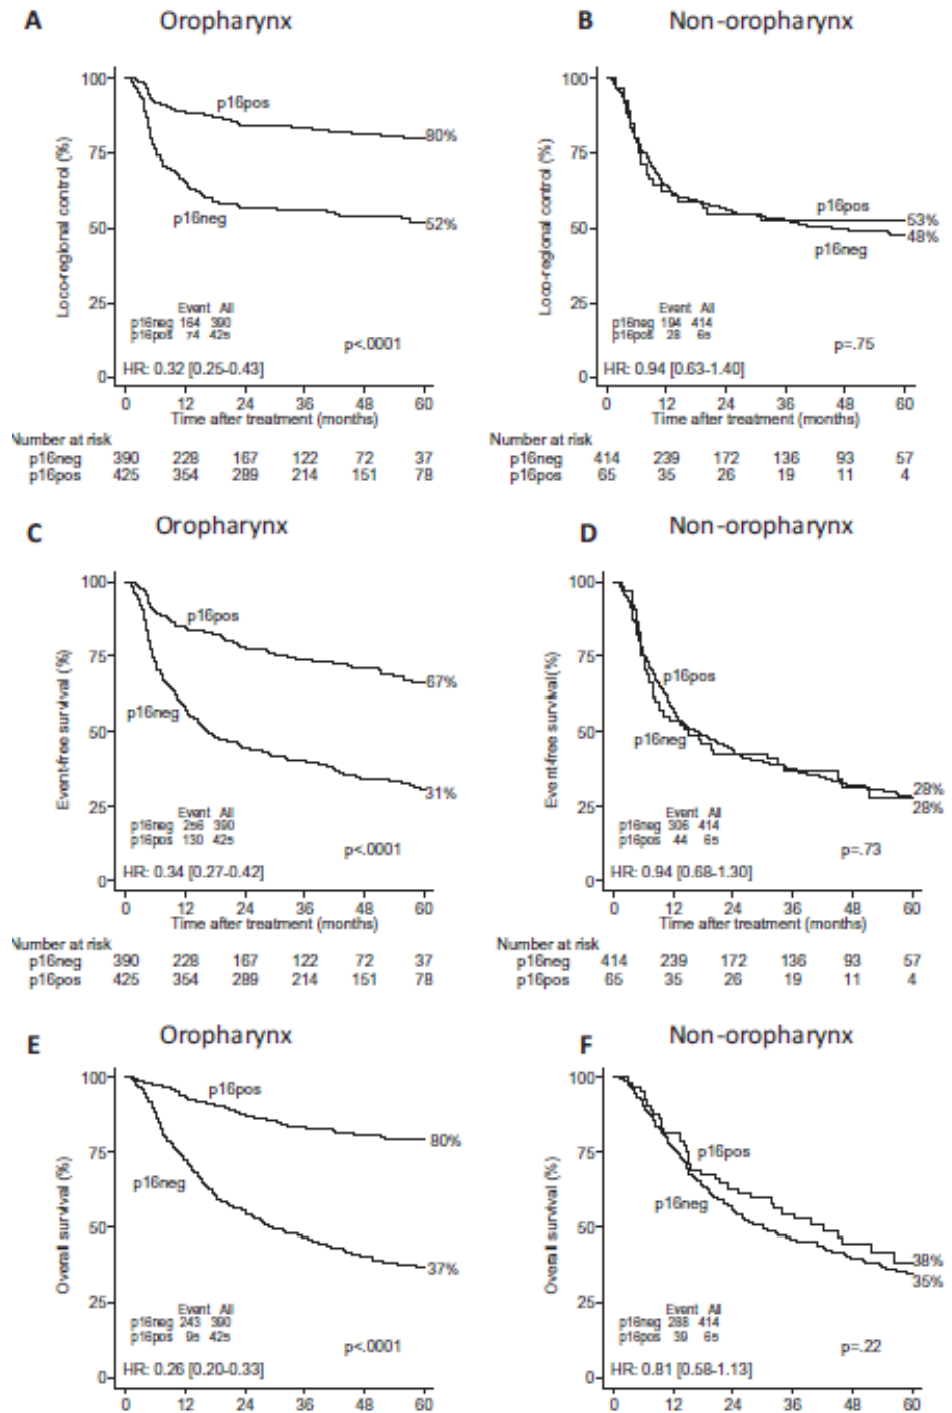 A Oropharynx
B Non-oropharynx
Loco-regional control (%)
100
75
50
25
0
p16pos
80%
p16neg
52%
Event All
p16neg 164 390
p16pos 74 425
p<.0001
HR: 0.32 [0.25-0.43]
0 12 24 36 48 60
Time after treatment (months)
Number at risk
p16neg 390 228 167 122 72 37
p16pos 425 354 289 214 151 78
Loco-regional control (%)
100
75
50
25
0
p16pos
53%
48%
p16neg
Event All
p16neg 194 414
p16pos 28 65
p=.75
HR: 0.94 [0.63-1.40]
0 12 24 36 48 60
Time after treatment (months)
Number at risk
p16neg 414 239 172 136 93 57
p16pos 65 35 26 19 11 4
C Oropharynx
D Non-oropharynx
Event-free survival (%)
100
75
50
25
0
p16pos
67%
p16neg
31%
Event All
p16neg 256 390
p16pos 130 425
p<.0001
HR: 0.34 [0.27-0.42]
0 12 24 36 48 60
Time after treatment (months)
Number at risk
p16neg 390 228 167 122 72 37
p16pos 425 354 289 214 151 78
Event-free survival(%)
100
75
50
25
0
p16pos
p16neg
28%
28%
Event All
p16neg 306 414
p16pos 44 65
p=.73
HR: 0.94 [0.68-1.30]
0 12 24 36 48 60
Time after treatment (months)
Number at risk
p16neg 414 239 172 136 93 57
p16pos 65 35 26 19 11 4
E Oropharynx
F Non-oropharynx
Overall survival (%)
100
75
50
25
0
p16pos
80%
p16neg
37%
Event All
p16neg 243 390
p16pos 95 425
p<.0001
HR: 0.26 [0.20-0.33]
0 12 24 36 48 60
Overall survival (%)
100
75
50
25
0
p16pos
p16neg
38%
35%
Event All
p16neg 288 414
p16pos 39 65
p=.22
HR: 0.81 [0.58-1.13]
0 12 24 36 48 60